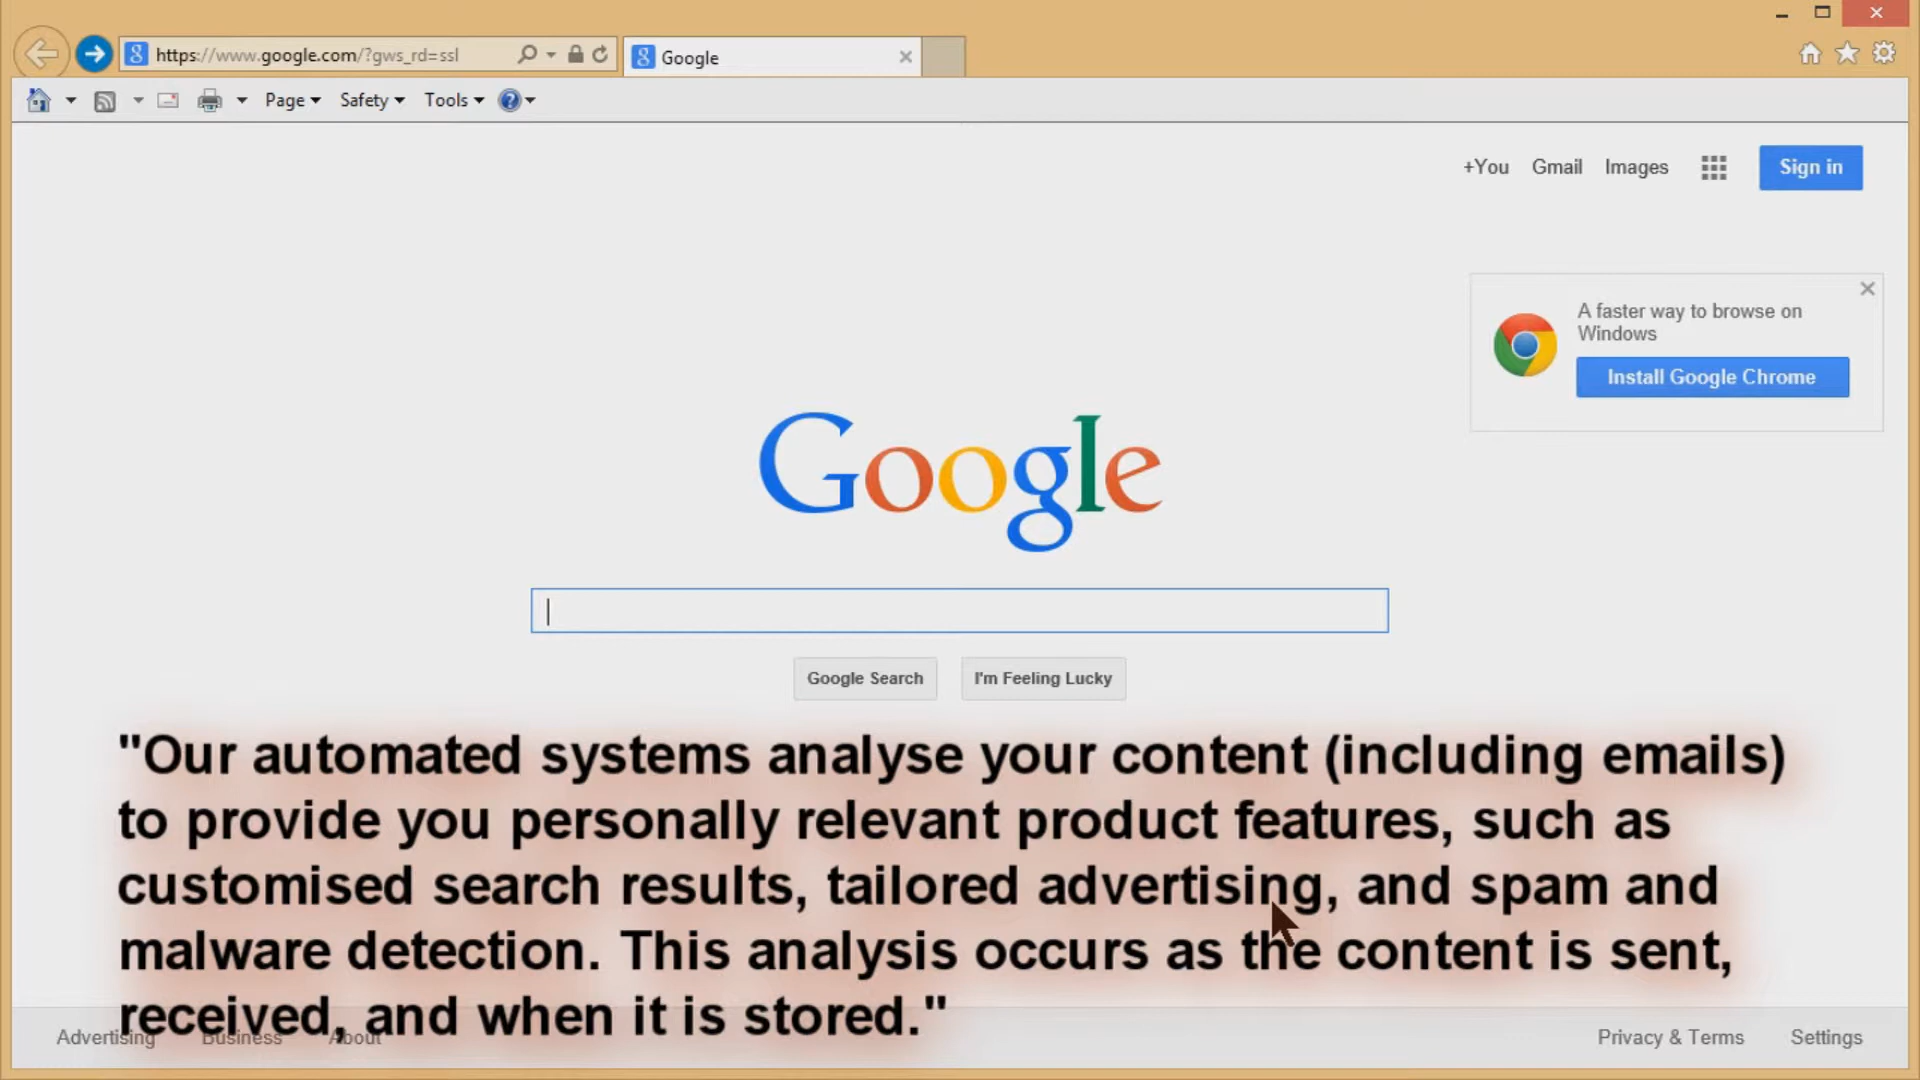 https://www.google.com/?gws_rd=ssl
Google
Page
Safety
Tools
+You Gmail Images Sign in
A faster way to browse on
Windows
Install Google Chrome
Google
Google Search I'm Feeling Lucky
"Our automated systems analyse your content (including emails)
to provide you personally relevant product features, such as
customised search results, tailored advertising, and spam and
malware detection. This analysis occurs as the content is sent,
received, and when it is stored."
Advertising Business About Privacy & Terms Settings